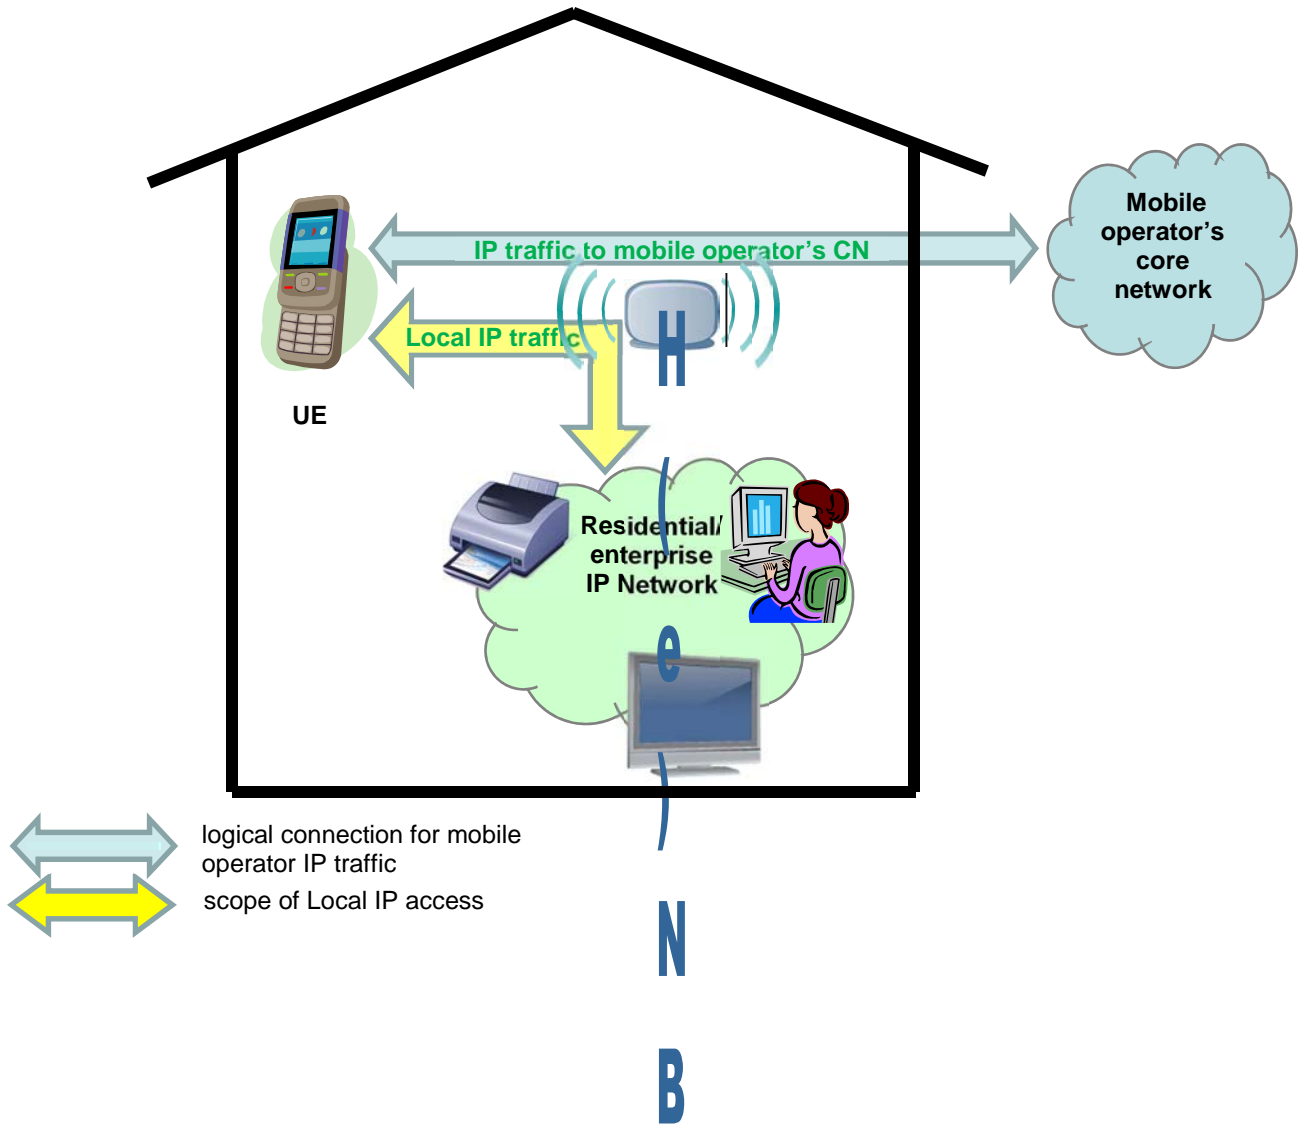 Mobile
operator's
core
network
IP traffic to mobile operator's CN
Local IP traffic
UE
H
(
e
)
N
B
Residential/
enterprise
IP Network
logical connection for mobile
operator IP traffic
scope of Local IP access